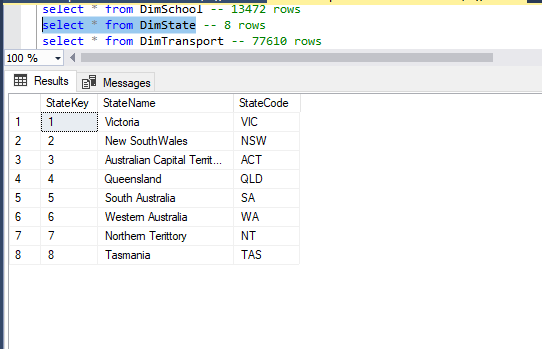 select * from DimSchool -- 13472 rows
select * from DimState -- 8 rows
select * from DimTransport -- 77610 rows
100 %
Results Messages
StateKey StateName StateCode
1 1 Victoria VIC
2 2 New SouthWales NSW
3 3 Australian Capital Territ... ACT
4 4 Queensland QLD
5 5 South Australia SA
6 6 Western Australia WA
7 7 Northern Terittory NT
8 8 Tasmania TAS